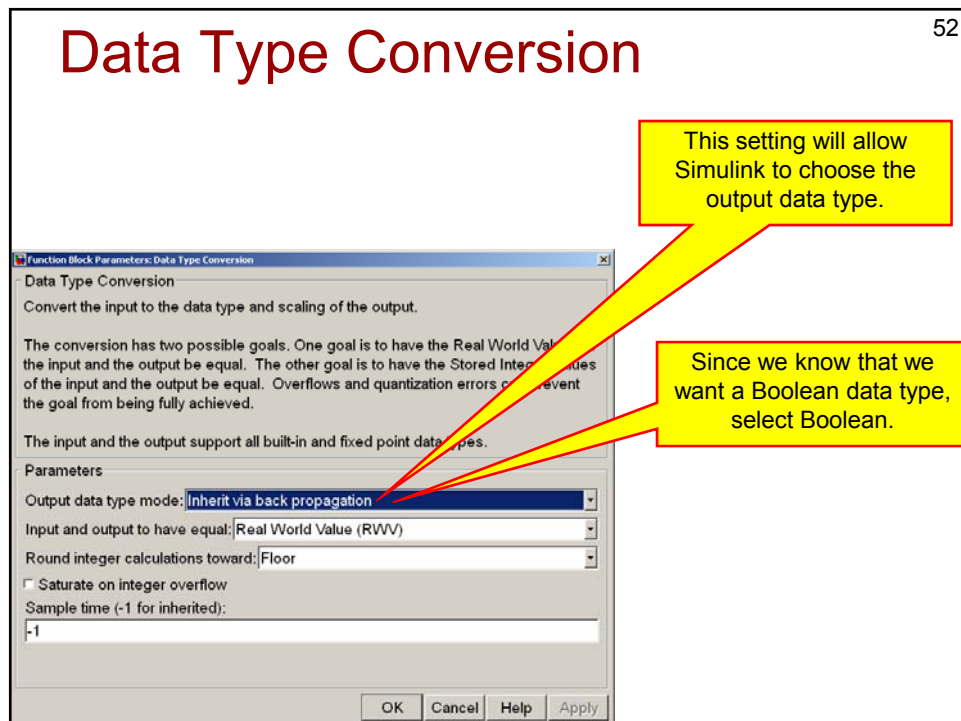 52
Data Type Conversion
This setting will allow
Simulink to choose the
output data type.
Since we know that we
want a Boolean data type,
select Boolean.
Function Block Parameters: Data Type Conversion
Data Type Conversion
Convert the input to the data type and scaling of the output.
The conversion has two possible goals. One goal is to have the Real World
the input and the output be equal. The other goal is to have the Stored
of the input and the output be equal. Overflows and quantization errors
the goal from being fully achieved.
The input and the output support all built-in and fixed point data types.
Parameters
Output data type mode: Inherit via back propagation
Input and output to have equal: Real World Value (RWV)
Round integer calculations toward: Floor
Saturate on integer overflow
Sample time (-1 for inherited):
-1
OK Cancel Help Apply